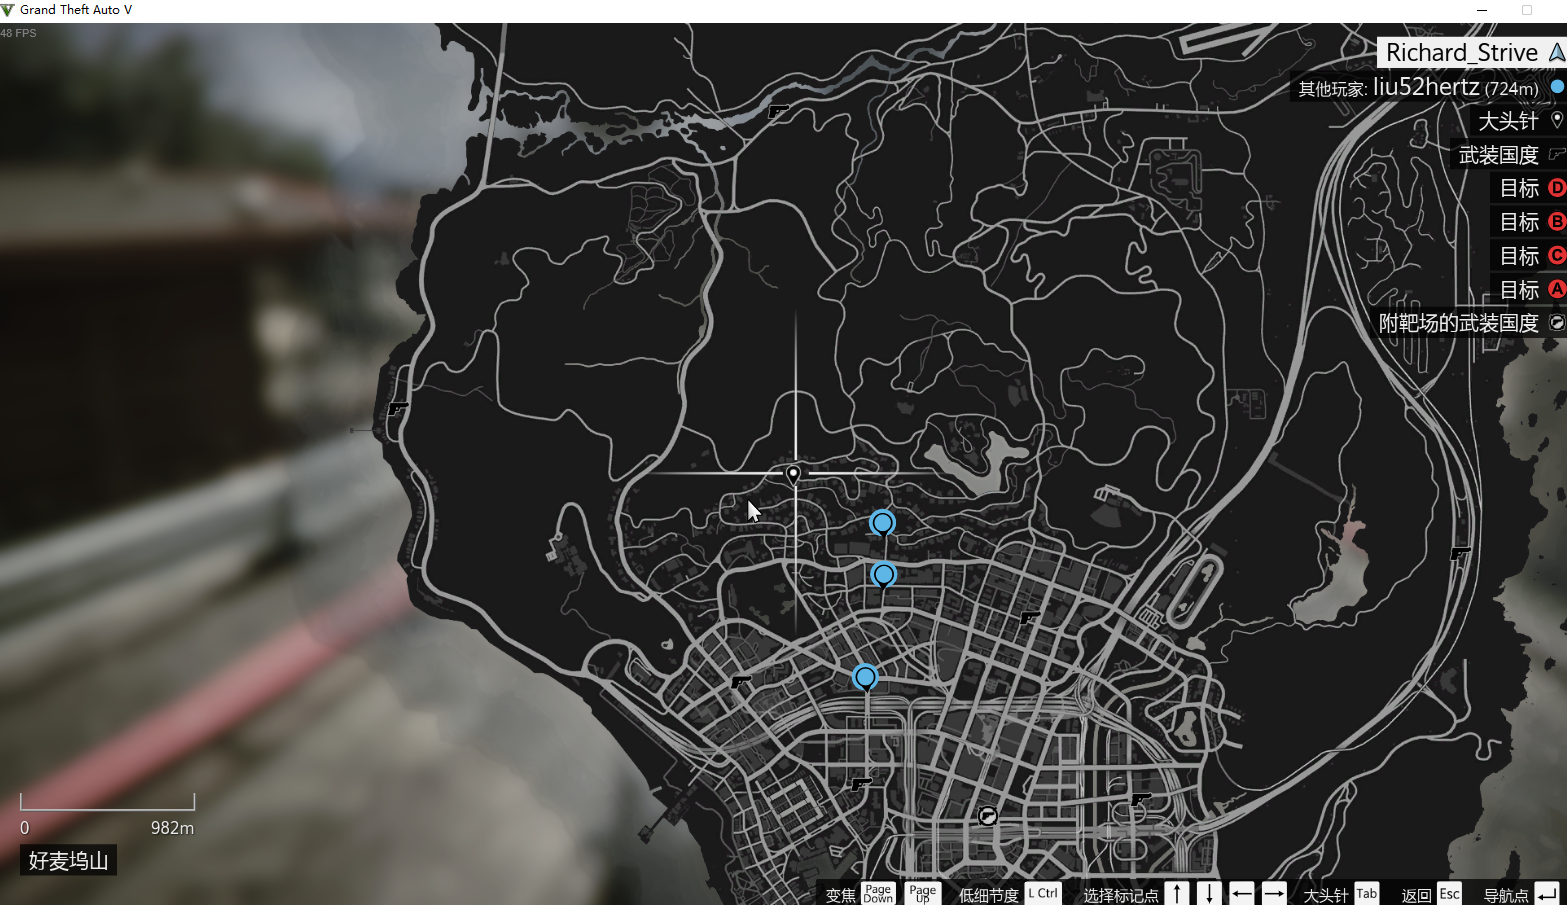 Grand Theft Auto V
48 FPS
Richard_Strive
其他玩家: liu52hertz (724m)
大头针
武装国度
目标 D
目标 B
目标 C
目标 A
附靶场的武装国度
0 982m
好麦坞山
变焦 Page Down Page Up 低细节度 L Ctrl 选择标记点 ↑ ↓ ← → 大头针 Tab 返回 Esc 导航点